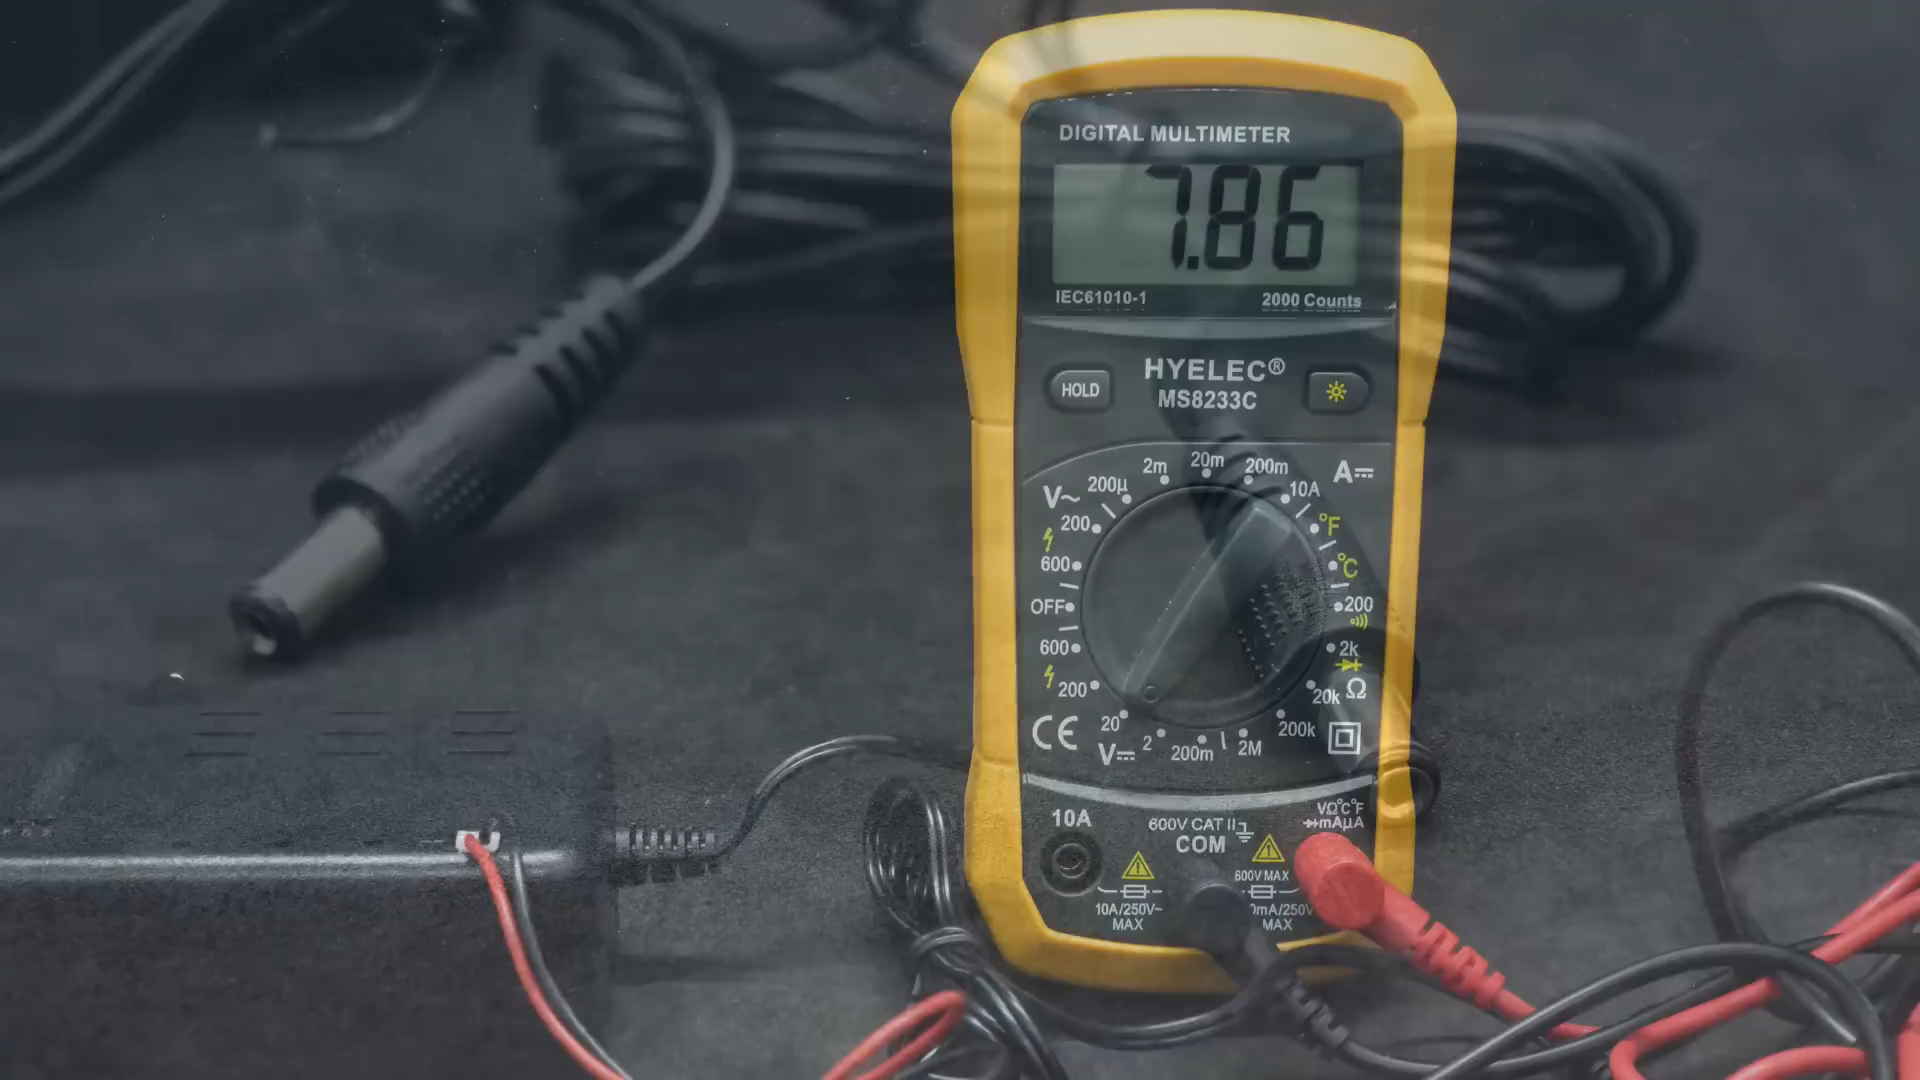 DIGITAL MULTIMETER
7.86
IEC61010-1 2000 Counts
HYELEC®
HOLD
MS8233C
2m 20m 200m
A
V~ 200µ 10A
200 °F
600 °C
OFF 200
600 2k
200 20k Ω
20 200k
CE
V 2 200m 2M
10A
VΩ°C°F
mAµA
600V CAT II
COM
600V MAX
10A/250V~
MAX
mA/250V
MAX